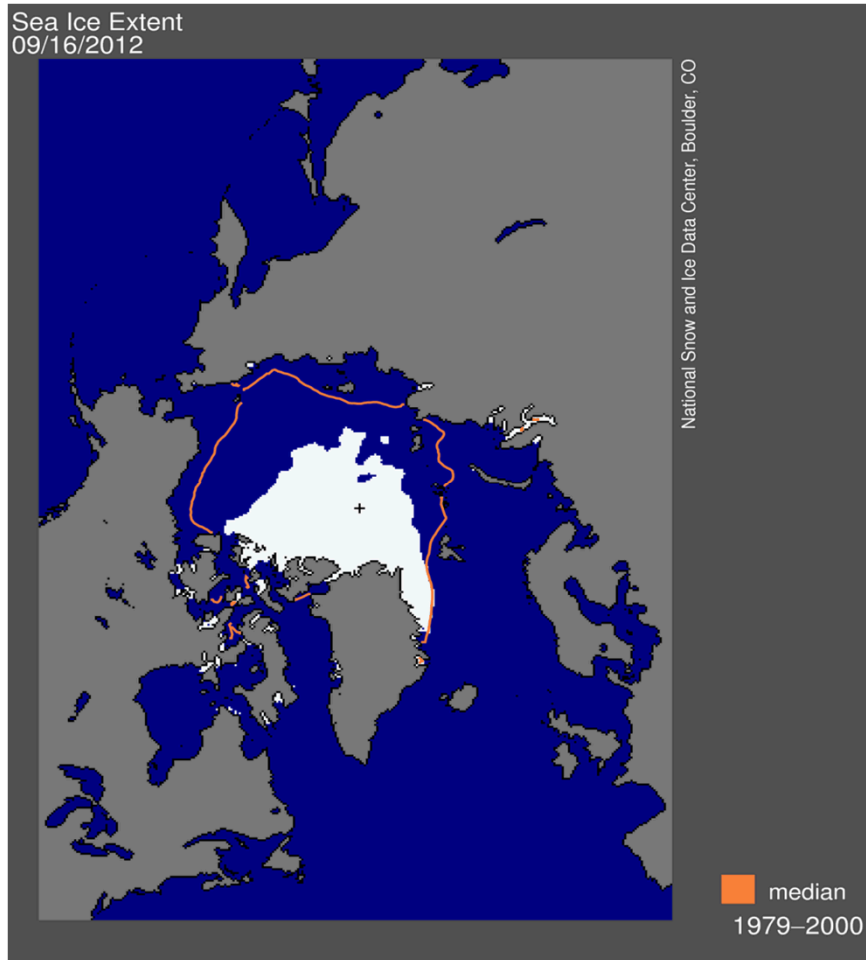 Sea Ice Extent
09/16/2012
National Snow and Ice Data Center, Boulder, CO
median
1979–2000